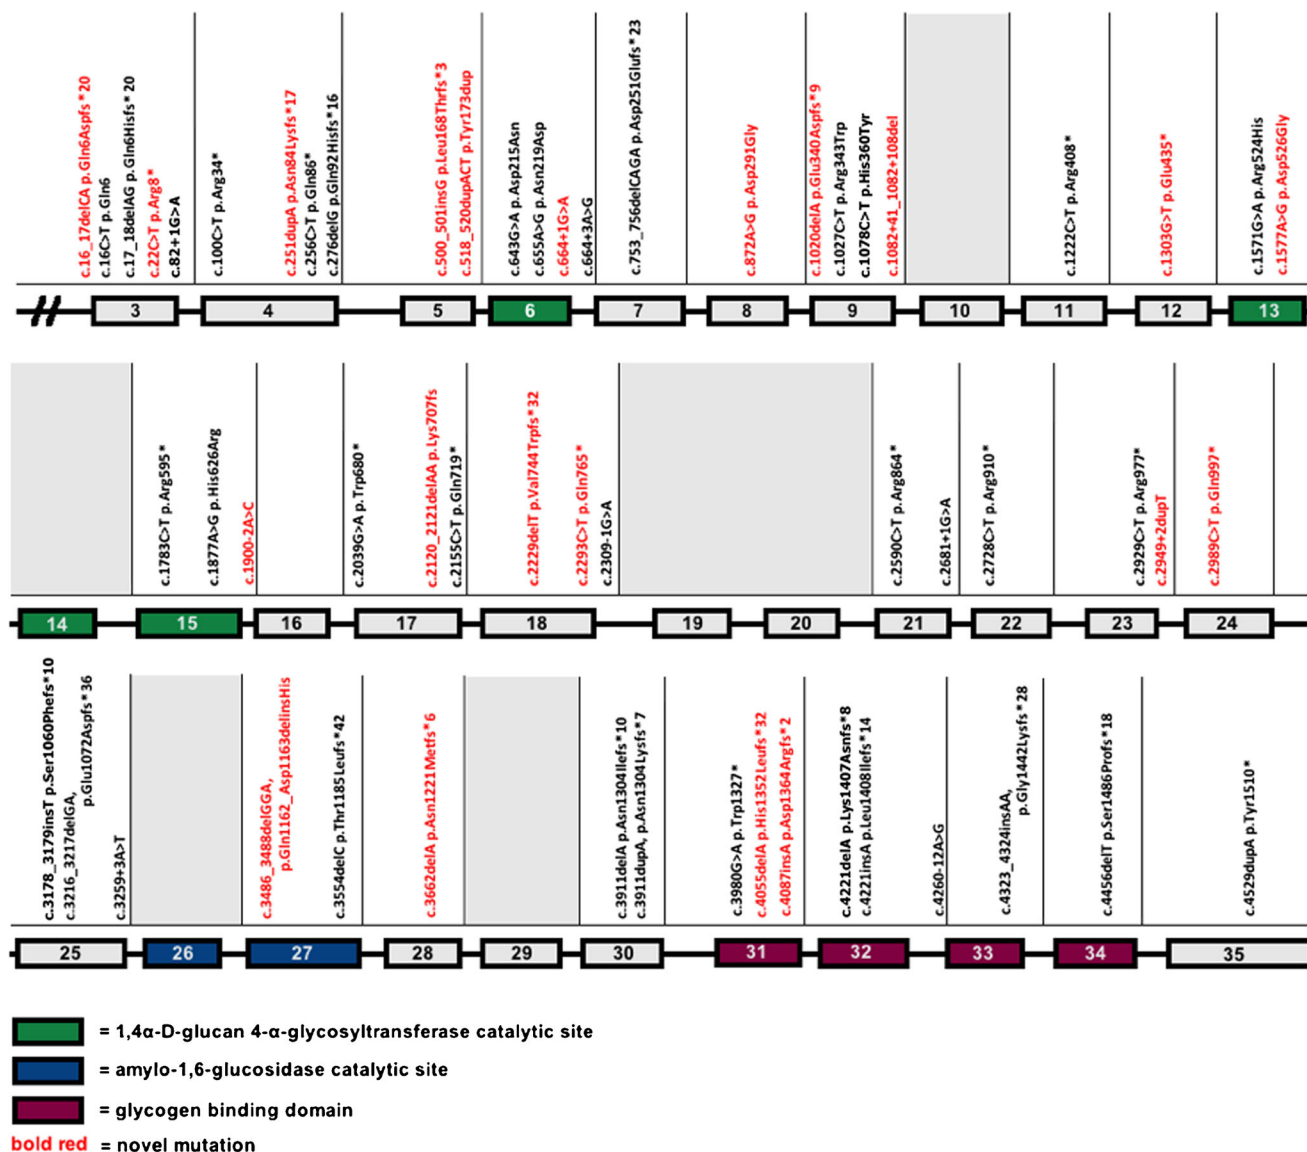 c.16_17delCA p.Gln6Aspfs*20
c.16C>T p.Gln6
c.17_18delAG p.Gln6Hisfs*20
c.22C>T p.Arg8*
c.82+1G>A
c.100C>T p.Arg34*
c.251dupA p.Asn84Lysfs*17
c.256C>T p.Gln86*
c.276delG p.Gln92Hisfs*16
c.500_501insG p.Leu168Thrfs*3
c.518_520dupACT p.Tyr173dup
c.643G>A p.Asp215Asn
c.655A>G p.Asn219Asp
c.664+1G>A
c.664+3A>G
c.753_756delCAGA p.Asp251Glufs*23
c.872A>G p.Asp291Gly
c.1020delA p.Glu340Aspfs*9
c.1027C>T p.Arg343Trp
c.1078C>T p.His360Tyr
c.1082+41_1082+108del
c.1222C>T p.Arg408*
c.1303G>T p.Glu435*
c.1571G>A p.Arg524His
c.1577A>G p.Asp526Gly
3 4 5 6 7 8 9 10 11 12 13
c.1783C>T p.Arg595*
c.1877A>G p.His626Arg
c.1900-2A>C
c.2039G>A p.Trp680*
c.2120_2121delAA p.Lys707fs
c.2155C>T p.Gln719*
c.2229delT p.Val744Trpfs*32
c.2293C>T p.Gln765*
c.2309-1G>A
c.2590C>T p.Arg864*
c.2681+1G>A
c.2728C>T p.Arg910*
c.2929C>T p.Arg977*
c.2949+2dupT
c.2989C>T p.Gln997*
14 15 16 17 18 19 20 21 22 23 24
c.3178_3179insT p.Ser1060Phefs*10
c.3216_3217delGA,
p.Glu1072Aspfs*36
c.3259+3A>T
c.3486_3488delGGA,
p.Gln1162_Asp1163delinsHis
c.3554delC p.Thr1185Leufs*42
c.3662delA p.Asn1221Metfs*6
c.3911delA p.Asn1304Ilefs*10
c.3911dupA, p.Asn1304Lysfs*7
c.3980G>A p.Trp1327*
c.4055delA p.His1352Leufs*32
c.4087insA p.Asp1364Argfs*2
c.4221delA p.Lys1407Asnfs*8
c.4221insA p.Leu1408Ilefs*14
c.4260-12A>G
c.4323_4324insAA,
p.Gly1442Lysfs*28
c.4456delT p.Ser1486Profs*18
c.4529dupA p.Tyr1510*
25 26 27 28 29 30 31 32 33 34 35
= 1,4α-D-glucan 4-α-glycosyltransferase catalytic site
= amylo-1,6-glucosidase catalytic site
= glycogen binding domain
bold red = novel mutation